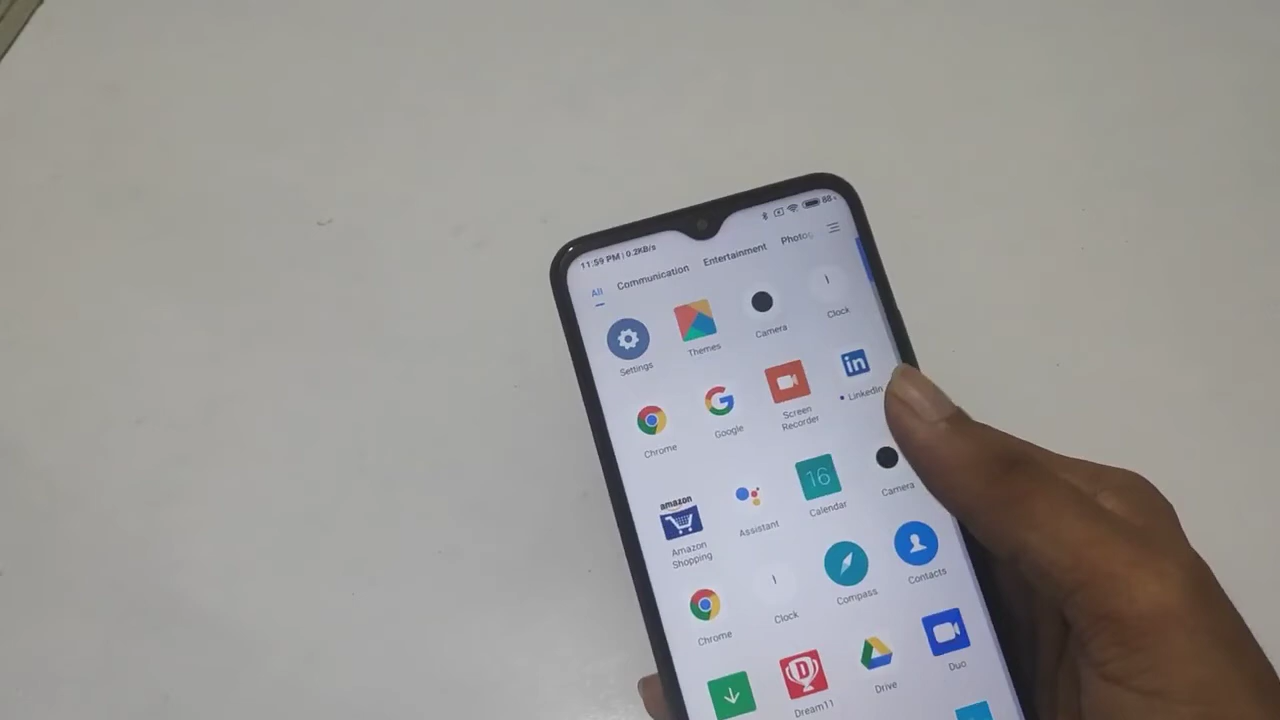 11:59 PM | 0.2KB/s
88
All Communication Entertainment Photog
Settings Themes Camera Clock
in
Chrome Google Screen Recorder LinkedIn
amazon
16
Amazon Shopping Assistant Calendar Camera
Chrome Clock Compass Contacts
D
Dream11 Drive Duo